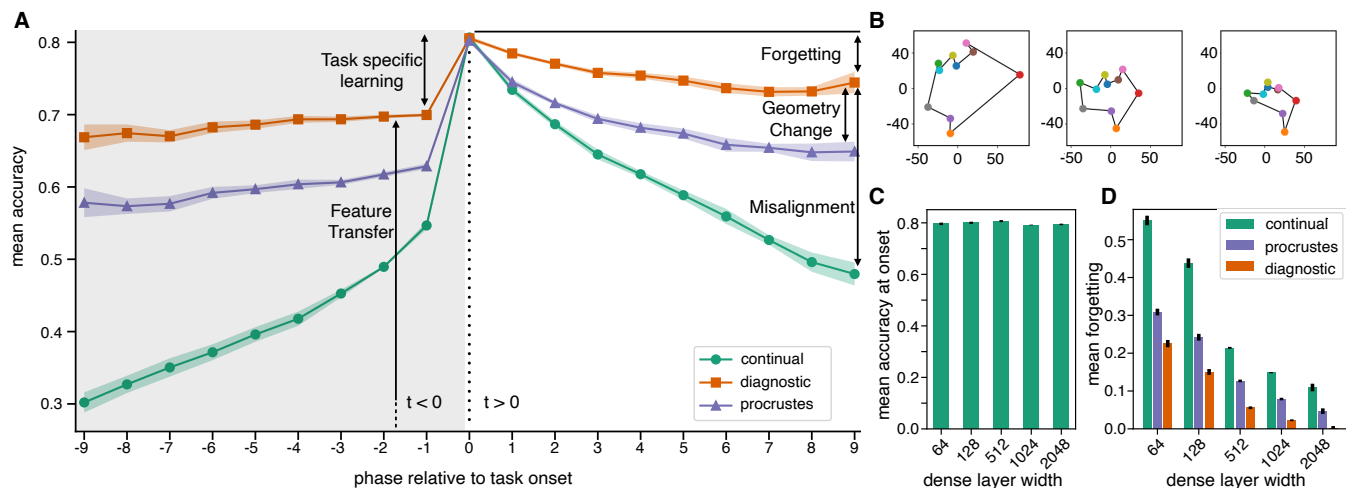 A
mean accuracy
0.8
0.7
0.6
0.5
0.4
0.3
Task specific
learning
Feature
Transfer
Forgetting
Geometry
Change
Misalignment
t < 0
t > 0
continual
diagnostic
procrustes
-9 -8 -7 -6 -5 -4 -3 -2 -1 0 1 2 3 4 5 6 7 8 9
phase relative to task onset
B
40
0
-40
-50 0 50
40
0
-40
-50 0 50
40
0
-40
-50 0 50
C
mean accuracy at onset
0.8
0.6
0.4
0.2
0.0
64 128 512 1024 2048
dense layer width
D
mean forgetting
0.5
0.4
0.3
0.2
0.1
0.0
continual
procrustes
diagnostic
64 128 512 1024 2048
dense layer width